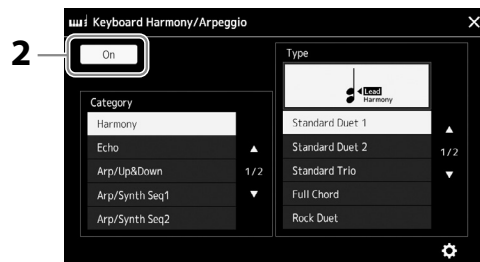 Keyboard Harmony/Arpeggio
2
On
Category
Harmony
Echo
Arp/Up&Down
Arp/Synth Seq1
Arp/Synth Seq2
1/2
Type
Lead
Harmony
Standard Duet 1
Standard Duet 2
Standard Trio
Full Chord
Rock Duet
1/2